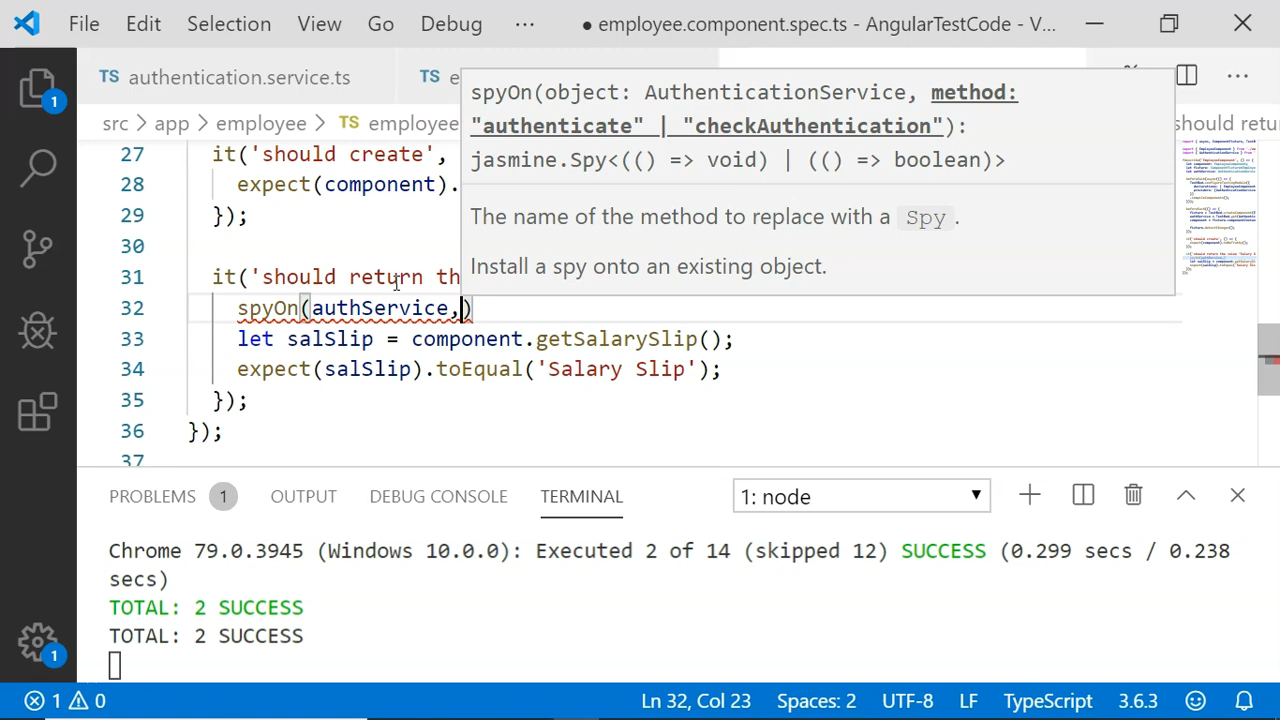 File Edit Selection View Go Debug ··· ● employee.component.spec.ts - AngularTestCode - V...
TS authentication.service.ts TS e ···
src > app > employee > TS employee should retur
spyOn(object: AuthenticationService, method:
"authenticate" | "checkAuthentication"):
jasmine.Spy<(() => void) | (() => boolean)>
The name of the method to replace with a Spy.
Install a spy onto an existing object.
27 it('should create',
28 expect(component).
29 });
30
31 it('should return th
32 spyOn(authService,)
33 let salSlip = component.getSalarySlip();
34 expect(salSlip).toEqual('Salary Slip');
35 });
36 });
37
1
1
PROBLEMS 1 OUTPUT DEBUG CONSOLE TERMINAL 1: node
Chrome 79.0.3945 (Windows 10.0.0): Executed 2 of 14 (skipped 12) SUCCESS (0.299 secs / 0.238
secs)
TOTAL: 2 SUCCESS
TOTAL: 2 SUCCESS
1 0 Ln 32, Col 23 Spaces: 2 UTF-8 LF TypeScript 3.6.3